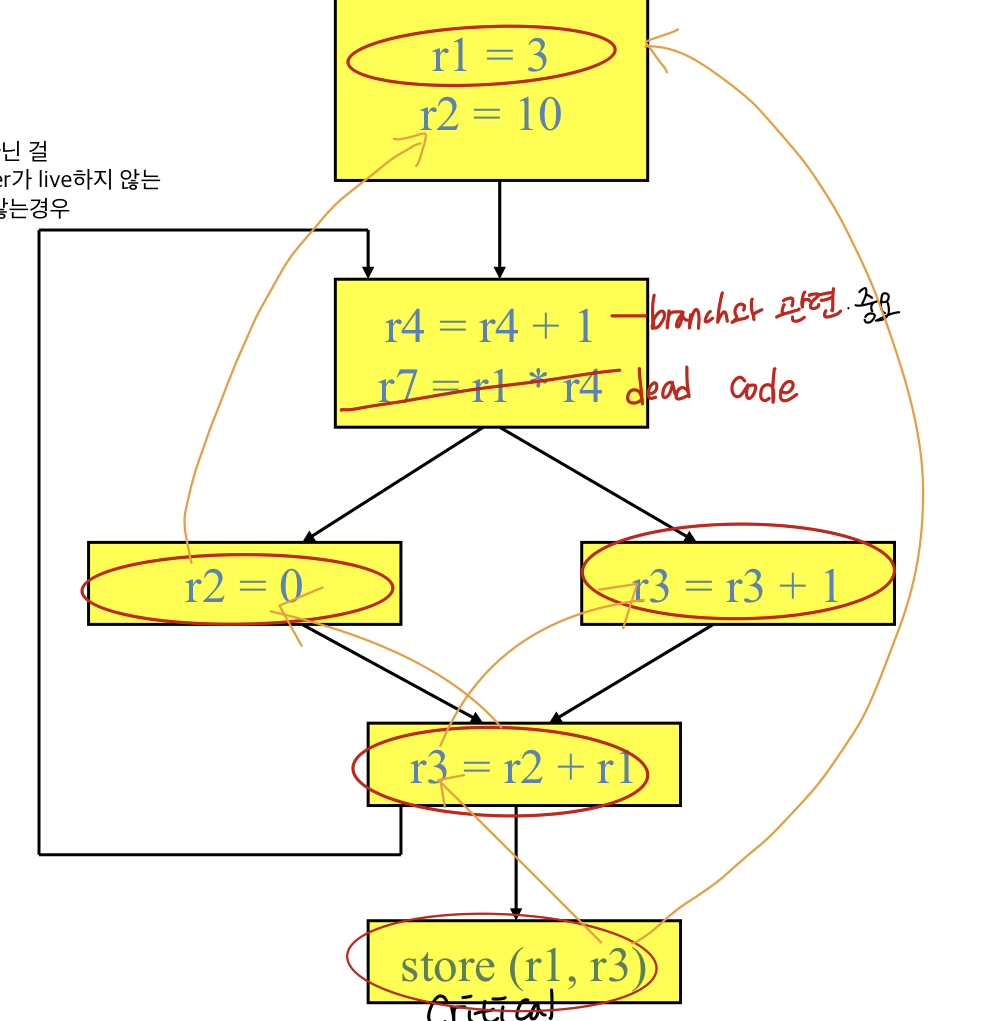 r1 = 3
r2 = 10
닌 걸
er가 live하지 않는
않는경우
r4 = r4 + 1
branch와 관련. 중요
r7 = r1 * r4
dead code
r2 = 0
r3 = r3 + 1
r3 = r2 + r1
store (r1, r3)
Critical